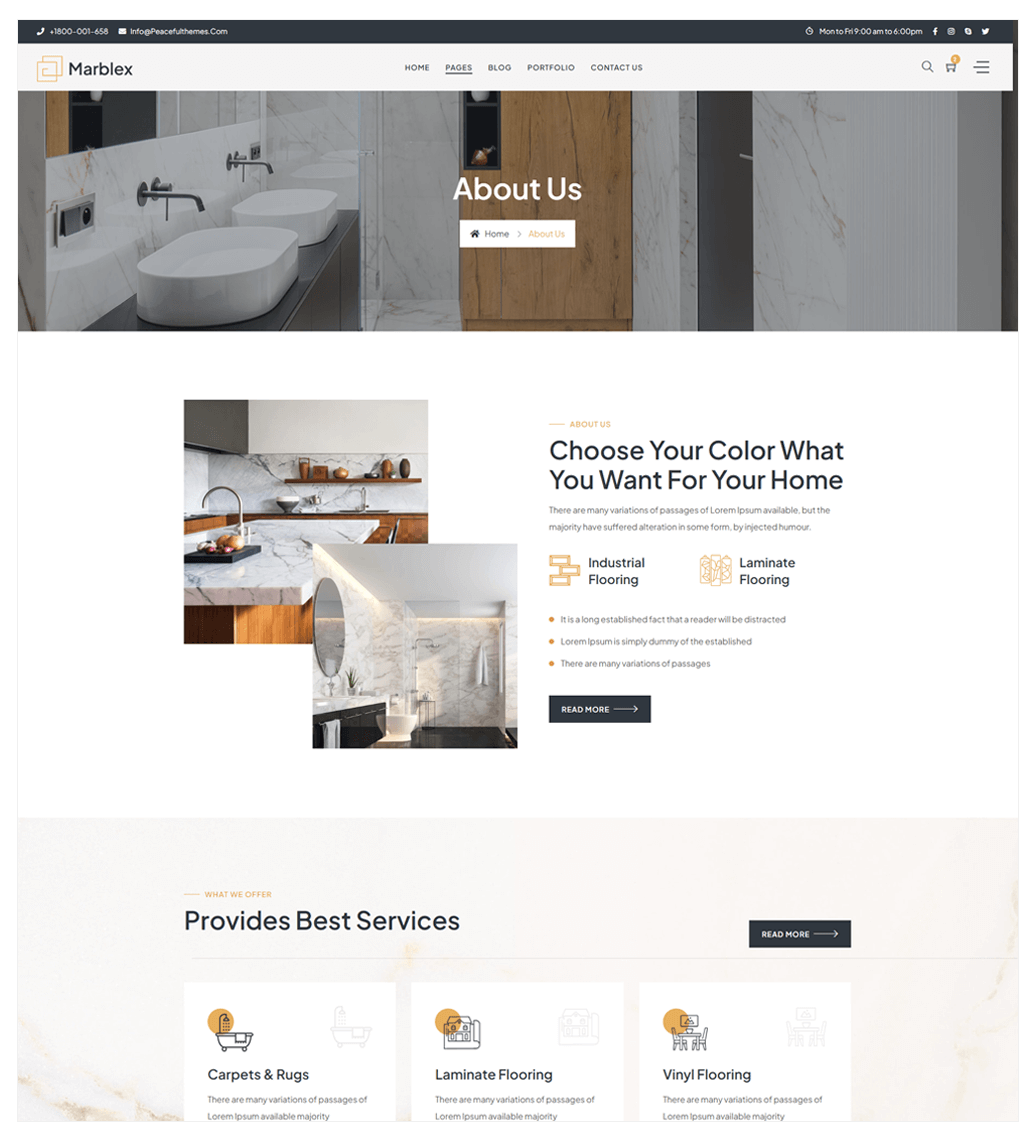 +1800-001-658 Info@Peacefulthemes.Com Mon to Fri 9:00 am to 6:00pm
Marblex HOME PAGES BLOG PORTFOLIO CONTACT US
About Us
Home > About Us
ABOUT US
Choose Your Color What
You Want For Your Home
There are many variations of passages of Lorem Ipsum available, but the
majority have suffered alteration in some form, by injected humour.
Industrial
Flooring
Laminate
Flooring
It is a long established fact that a reader will be distracted
Lorem Ipsum is simply dummy of the established
There are many variations of passages
READ MORE
WHAT WE OFFER
Provides Best Services
READ MORE
Carpets & Rugs
There are many variations of passages of
Lorem Ipsum available majority
Laminate Flooring
There are many variations of passages of
Lorem Ipsum available majority
Vinyl Flooring
There are many variations of passages of
Lorem Ipsum available majority